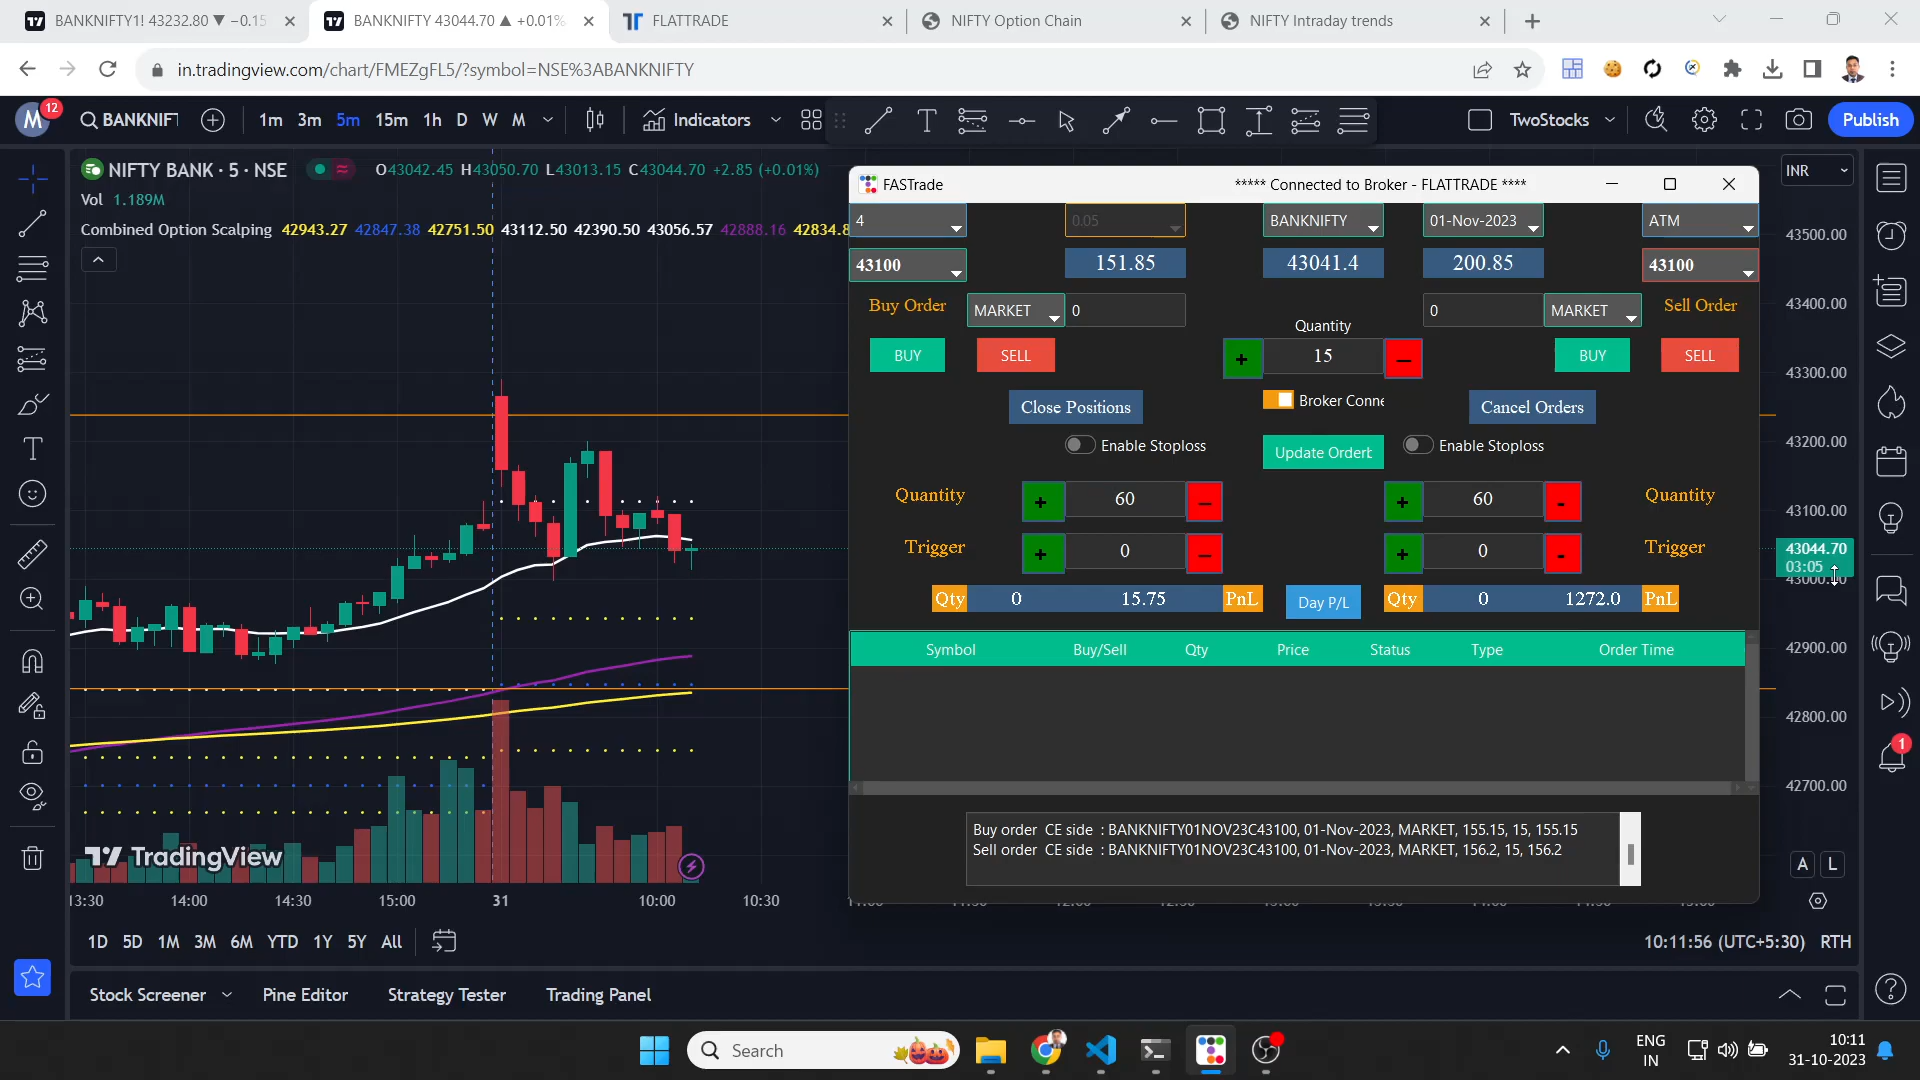 BANKNIFTY1! 43232.80 ▼ −0.15
BANKNIFTY 43044.70 ▲ +0.01%
FLATTRADE
NIFTY Option Chain
NIFTY Intraday trends
in.tradingview.com/chart/FMEZgFL5/?symbol=NSE%3ABANKNIFTY
M
12
BANKNIFT
1m 3m 5m 15m 1h D W M
Indicators
TwoStocks
Publish
NIFTY BANK · 5 · NSE
O43042.45 H43050.70 L43013.15 C43044.70 +2.85 (+0.01%)
Vol 1.189M
Combined Option Scalping 42943.27 42847.38 42751.50 43112.50 42390.50 43056.57 42888.16 42834.8
INR
FASTrade
***** Connected to Broker - FLATTRADE ****
4
0.05
BANKNIFTY
01-Nov-2023
ATM
43100
151.85
43041.4
200.85
43100
Buy Order
MARKET
0
0
MARKET
Sell Order
Quantity
BUY
SELL
+
15
–
BUY
SELL
Close Positions
Broker Conne
Cancel Orders
Enable Stoploss
Update Ordert
Enable Stoploss
Quantity
+
60
–
+
60
-
Quantity
Trigger
+
0
–
+
0
-
Trigger
Qty
0
15.75
PnL
Day P/L
Qty
0
1272.0
PnL
Symbol Buy/Sell Qty Price Status Type Order Time
Buy order CE side : BANKNIFTY01NOV23C43100, 01-Nov-2023, MARKET, 155.15, 15, 155.15
Sell order CE side : BANKNIFTY01NOV23C43100, 01-Nov-2023, MARKET, 156.2, 15, 156.2
43500.00
43400.00
43300.00
43200.00
43100.00
43044.70
03:05
43000.00
42900.00
42800.00
42700.00
1
TradingView
A
L
13:30 14:00 14:30 15:00 31 10:00 10:30
1D 5D 1M 3M 6M YTD 1Y 5Y All
10:11:56 (UTC+5:30) RTH
Stock Screener
Pine Editor
Strategy Tester
Trading Panel
Search
ENG
IN
10:11
31-10-2023